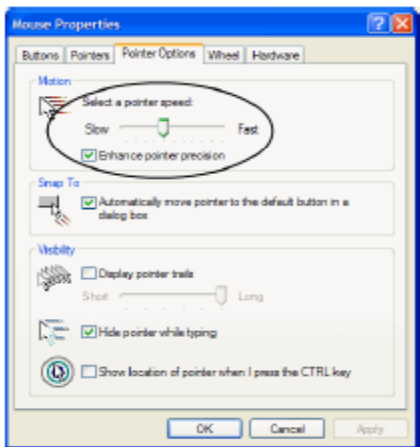 Mouse Properties
Buttons Pointers Pointer Options Wheel Hardware
Motion
Select a pointer speed:
Slow Fast
Enhance pointer precision
Snap To
Automatically move pointer to the default button in a
dialog box
Visibility
Display pointer trails
Short Long
Hide pointer while typing
Show location of pointer when I press the CTRL key
OK Cancel Apply